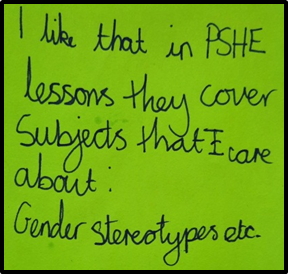 I like that in PSHE
lessons they cover
Subjects that I care
about:
Gender stereotypes etc.